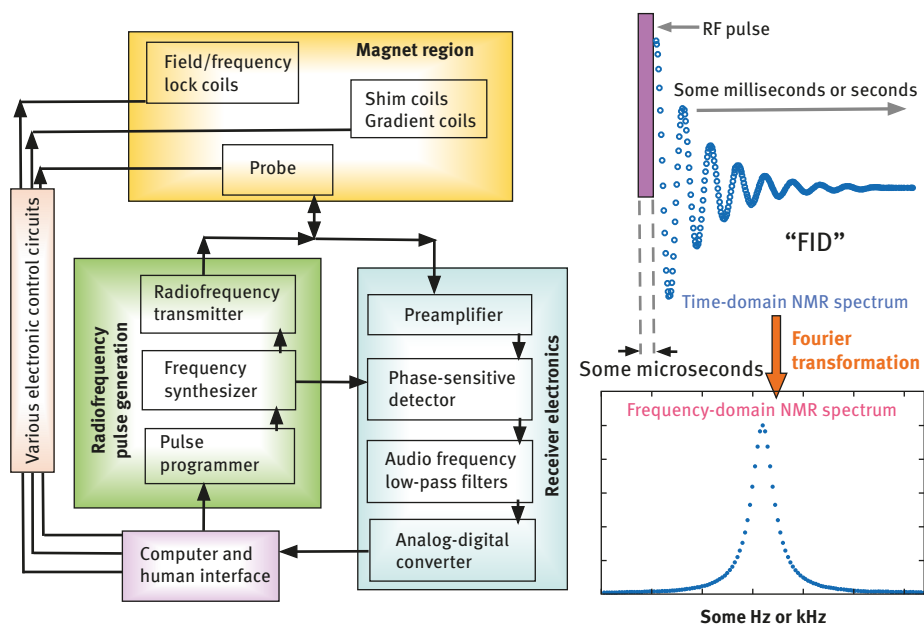 Magnet region
Field/frequency
lock coils
Shim coils
Gradient coils
Probe
Various electronic control circuits
Radiofrequency
pulse generation
Radiofrequency
transmitter
Frequency
synthesizer
Pulse
programmer
Receiver electronics
Preamplifier
Phase-sensitive
detector
Audio frequency
low-pass filters
Analog-digital
converter
Computer and
human interface
RF pulse
Some milliseconds or seconds
“FID”
Time-domain NMR spectrum
Fourier
transformation
Some microseconds
Frequency-domain NMR spectrum
Some Hz or kHz